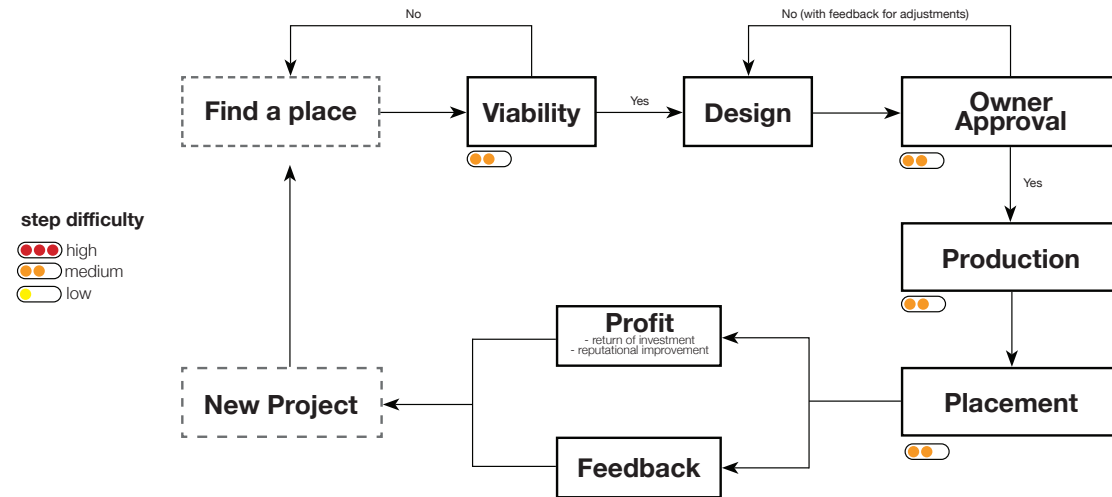 No
No (with feedback for adjustments)
Find a place
Viability
Yes
Design
Owner
Approval
Yes
step difficulty
high
medium
low
Production
Profit
- return of investment
- reputational improvement
New Project
Placement
Feedback